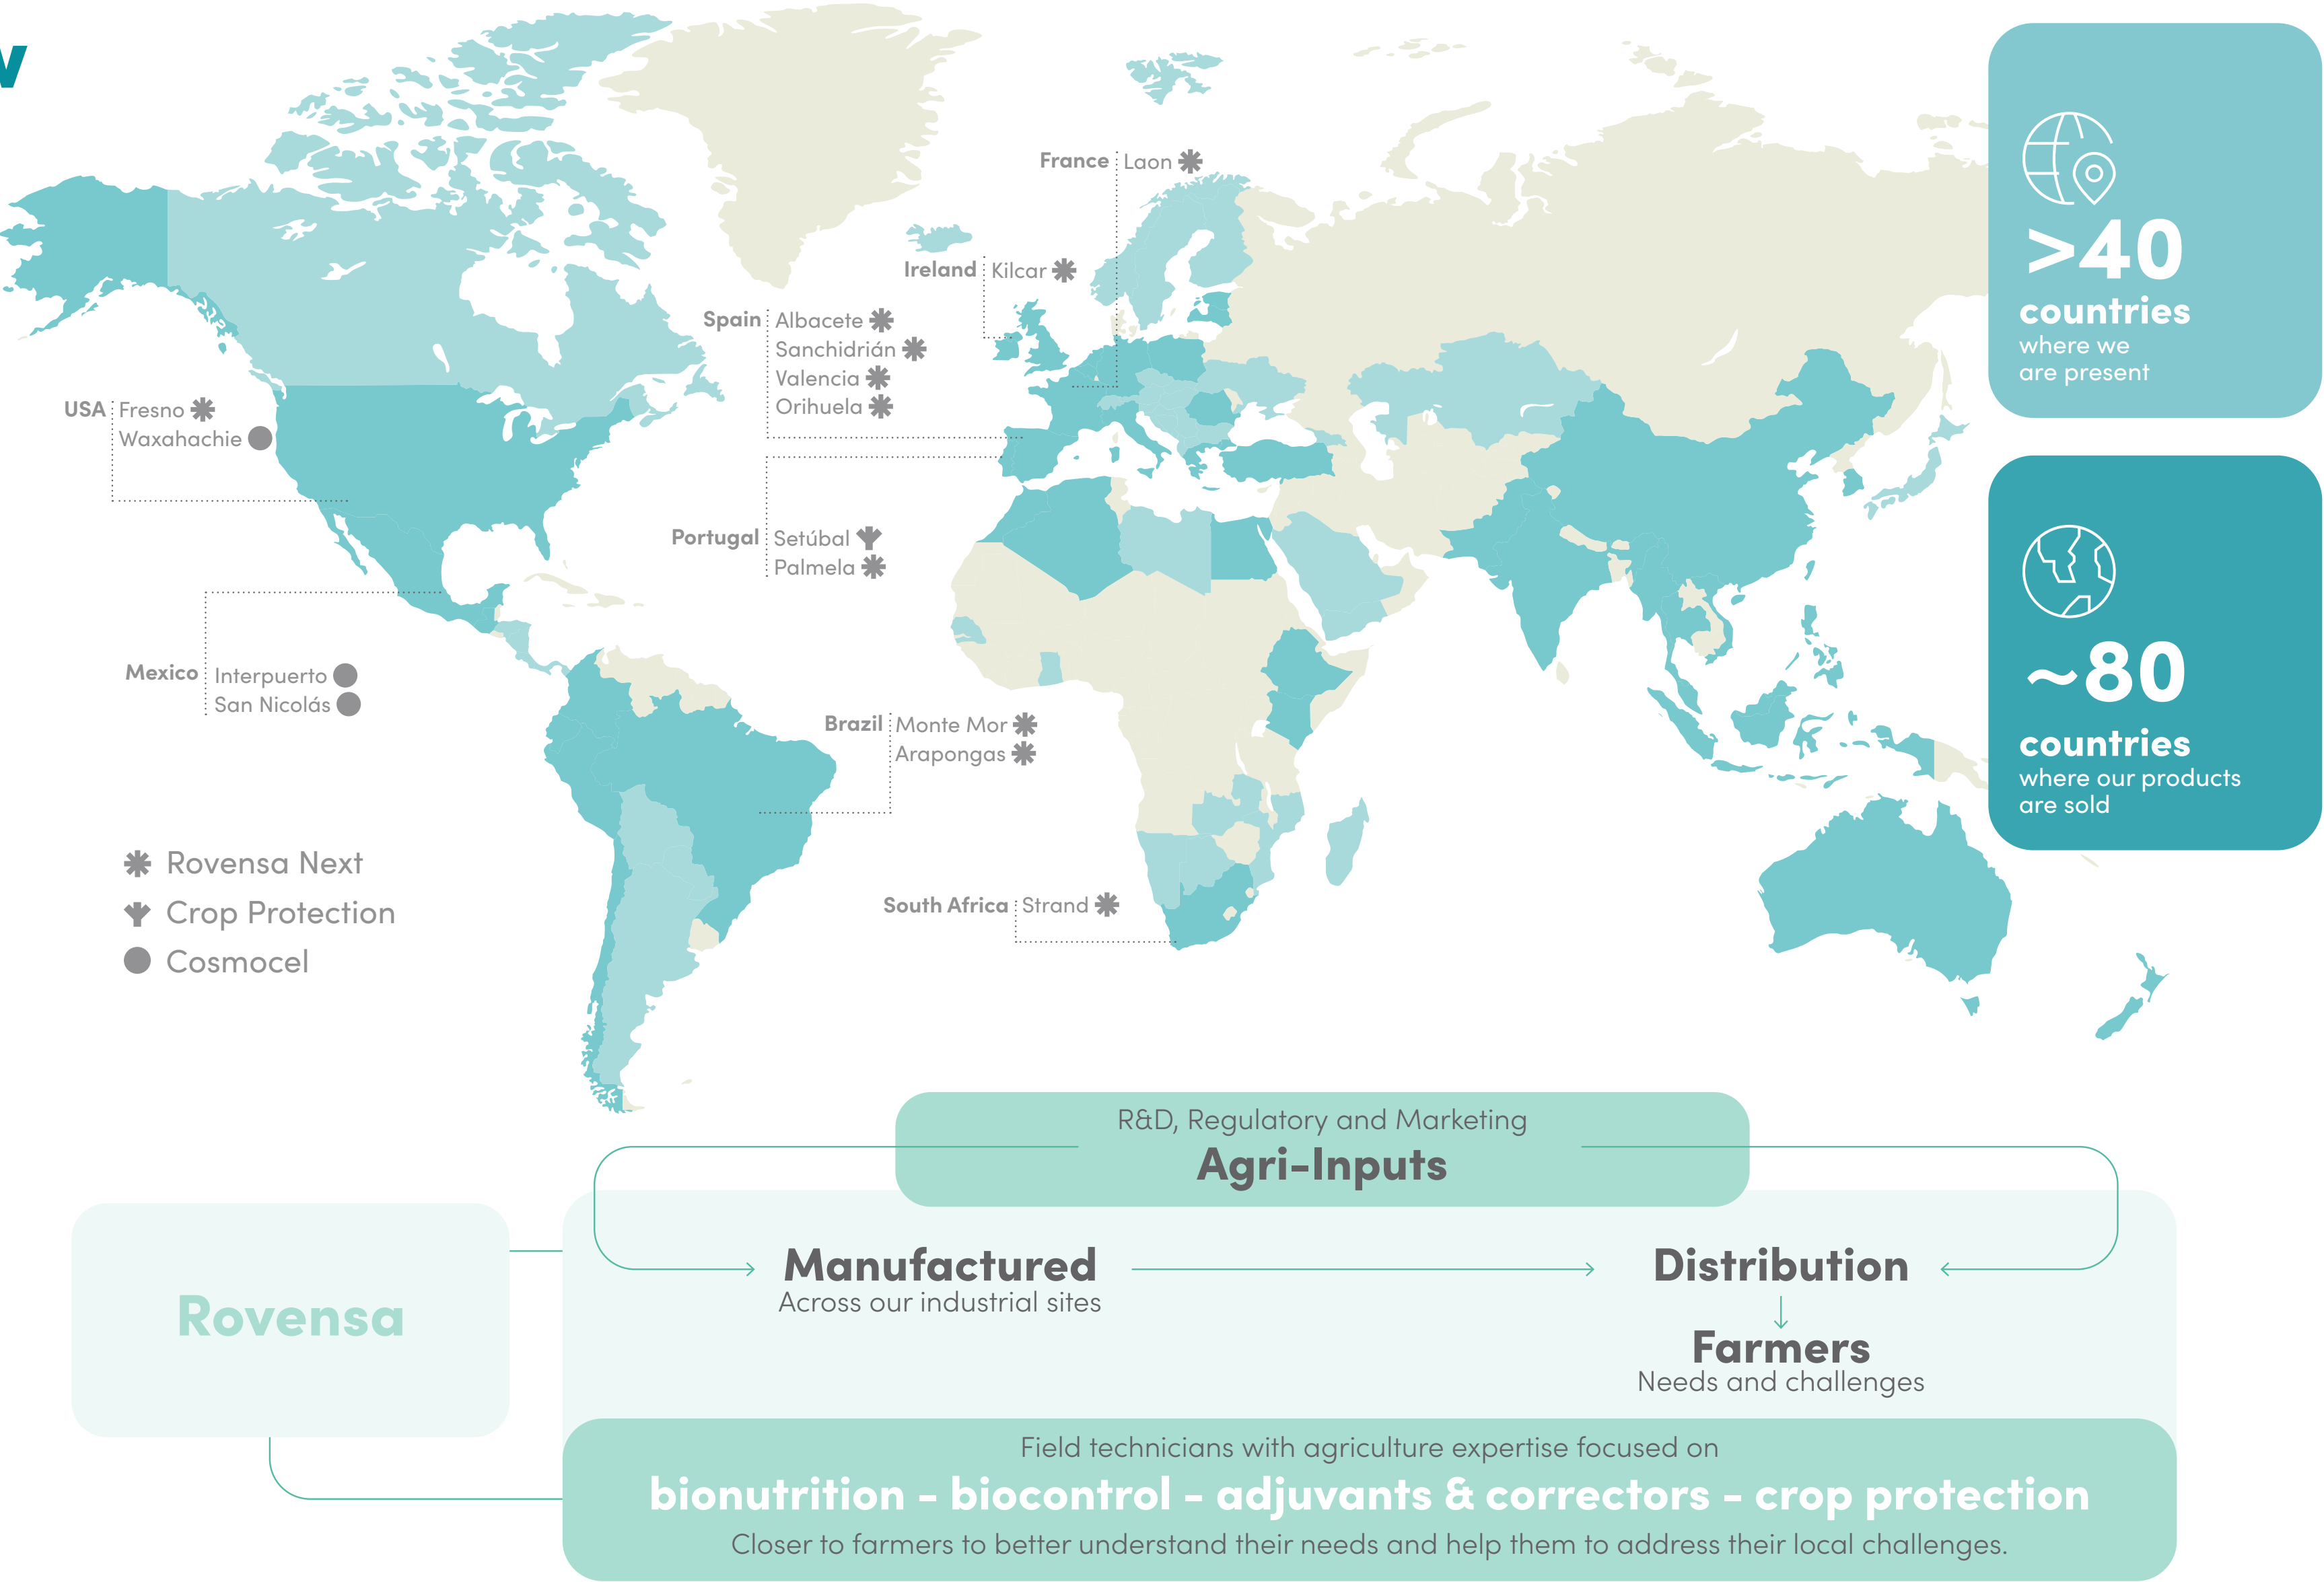 w
France Laon
Ireland Kilcar
Spain Albacete
Sanchidrián
Valencia
Orihuela
USA Fresno
Waxahachie
Portugal Setúbal
Palmela
Mexico Interpuerto
San Nicolás
Brazil Monte Mor
Arapongas
South Africa Strand
Rovensa Next
Crop Protection
Cosmocel
>40
countries
where we
are present
~80
countries
where our products
are sold
R&D, Regulatory and Marketing
Agri-Inputs
Rovensa
Manufactured
Across our industrial sites
Distribution
Farmers
Needs and challenges
Field technicians with agriculture expertise focused on
bionutrition - biocontrol - adjuvants & correctors - crop protection
Closer to farmers to better understand their needs and help them to address their local challenges.